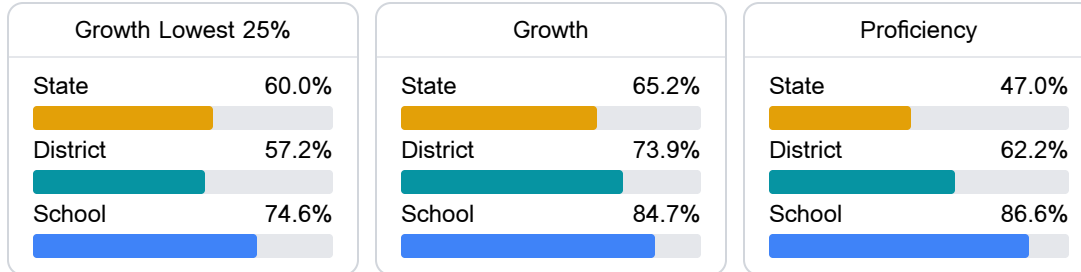 Growth Lowest 25%
State 60.0%
District 57.2%
School 74.6%
Growth
State 65.2%
District 73.9%
School 84.7%
Proficiency
State 47.0%
District 62.2%
School 86.6%